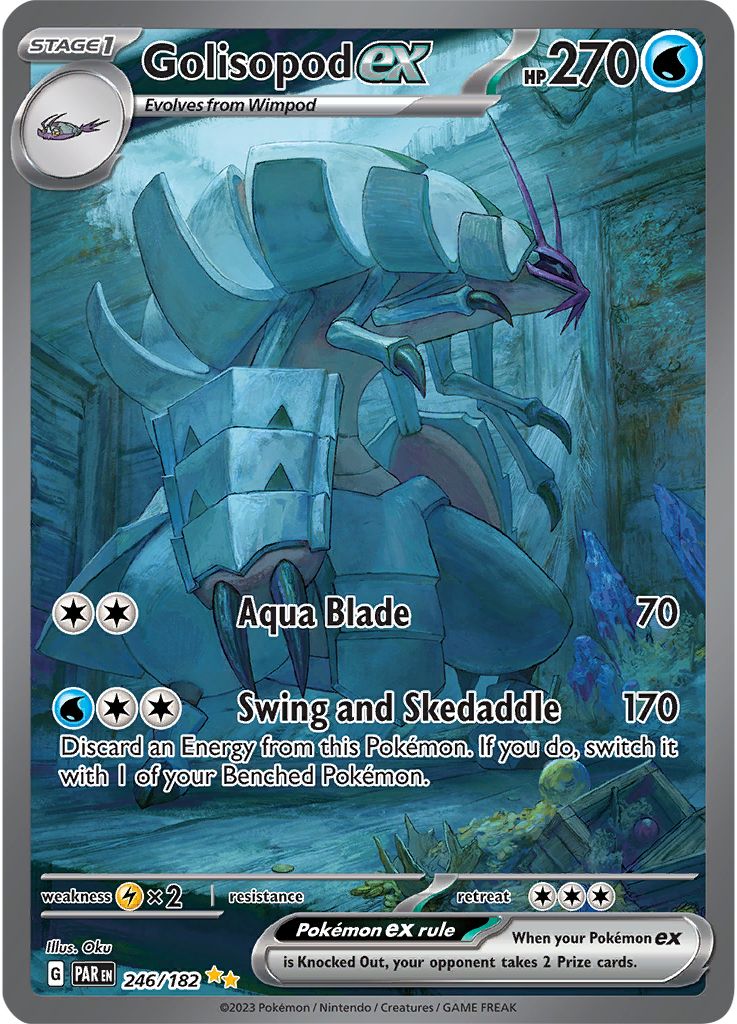 STAGE1
Golisopod ex
HP 270
Evolves from Wimpod
Aqua Blade 70
Swing and Skedaddle 170
Discard an Energy from this Pokémon. If you do, switch it
with 1 of your Benched Pokémon.
weakness ×2 resistance retreat
Pokémon ex rule When your Pokémon ex
is Knocked Out, your opponent takes 2 Prize cards.
Illus. Oku
G PAR EN 246/182
©2023 Pokémon / Nintendo / Creatures / GAME FREAK